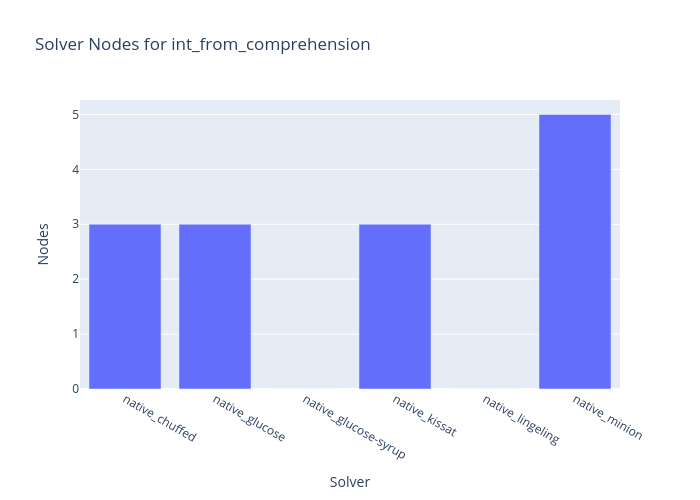 Solver Nodes for int_from_comprehension
Nodes
5
4
3
2
1
0
native_chuffed
native_glucose
native_glucose-syrup
native_kissat
native_lingeling
native_minion
Solver